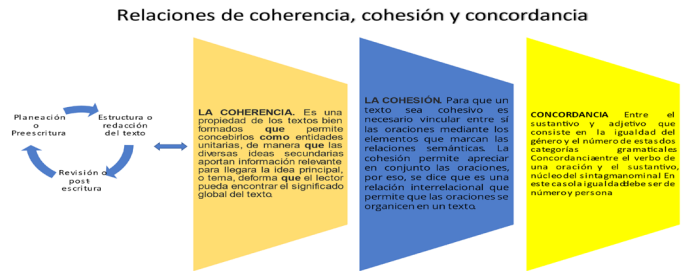 Relaciones de coherencia, cohesión y concordancia
Planeación
o
Preescritura
Estructura o
redacción
del texto
Revisión o
post
escritura
LA COHERENCIA. Es una
propiedad de los textos bien
formados que permite
concebirlos como entidades
unitarias, de manera que las
diversas ideas secundarias
aportan información relevante
para llegara la idea principal,
o tema, deforma que el lector
pueda encontrar el significado
global del texto.
LA COHESIÓN. Para que un
texto sea cohesivo es
necesario vincular entre sí
las oraciones mediante los
elementos que marcan las
relaciones semánticas. La
cohesión permite apreciar
en conjunto las oraciones,
por eso, se dice que es una
relación interrelacional que
permite que las oraciones se
organicen en un texto.
CONCORDANCIA Entre el
sustantivo y adjetivo que
consiste en la igualdad del
género y el número de estas dos
categorías gramaticales
Concordancia entre el verbo de
una oración y el sustantivo,
núcleo del sintagma nominal. En
este caso la igualdad debe ser de
número y persona